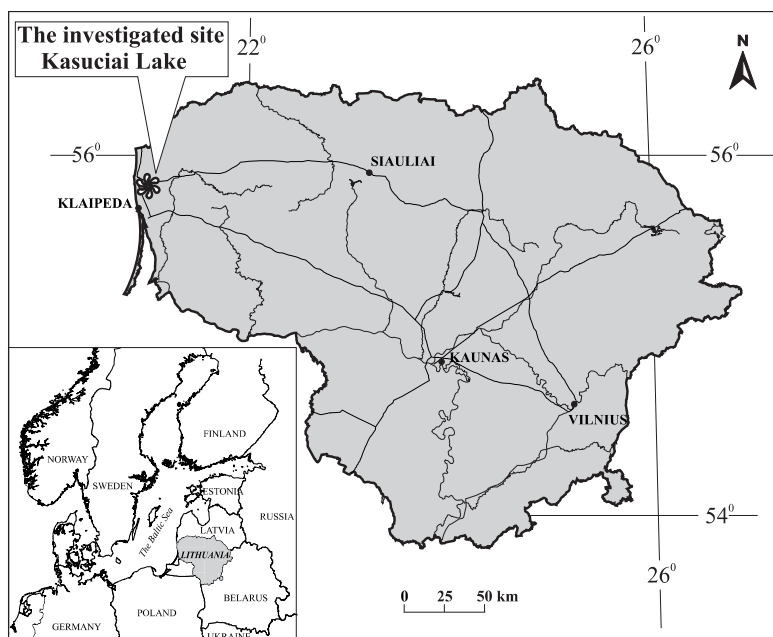 The investigated site
Kasuciai Lake
22⁰
26⁰
N
56⁰
56⁰
SIAULIAI
KLAIPEDA
KAUNAS
VILNIUS
FINLAND
NORWAY
SWEDEN
ESTONIA
RUSSIA
The Baltic Sea
LATVIA
LITHUANIA
BELARUS
POLAND
GERMANY
UKRAINE
54⁰
26⁰
0 25 50 km